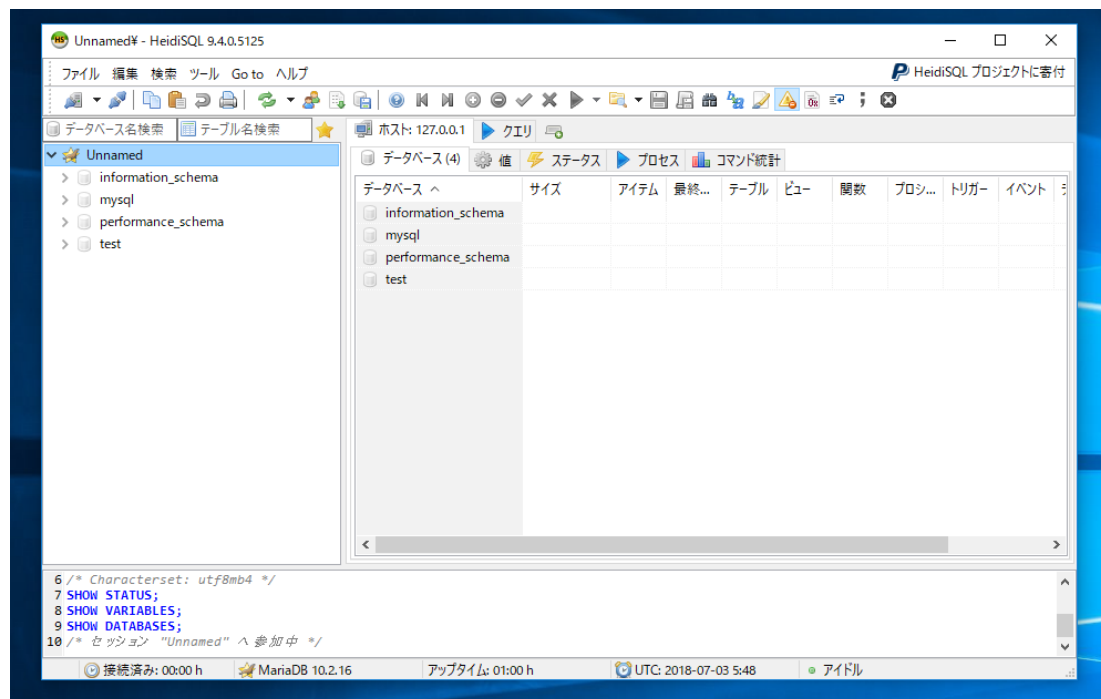 Unnamed¥ - HeidiSQL 9.4.0.5125
ファイル 編集 検索 ツール Go to ヘルプ
HeidiSQL プロジェクトに寄付
データベース名検索 テーブル名検索
ホスト: 127.0.0.1 クエリ
Unnamed
information_schema
mysql
performance_schema
test
データベース (4) 値 ステータス プロセス コマンド統計
データベース サイズ アイテム 最終... テーブル ビュー 関数 プロシ... トリガー イベント
information_schema
mysql
performance_schema
test
6 /* Characterset: utf8mb4 */
7 SHOW STATUS;
8 SHOW VARIABLES;
9 SHOW DATABASES;
10 /* セッション "Unnamed" へ 参加中 */
接続済み: 00:00 h MariaDB 10.2.16 アップタイム: 01:00 h UTC: 2018-07-03 5:48 アイドル